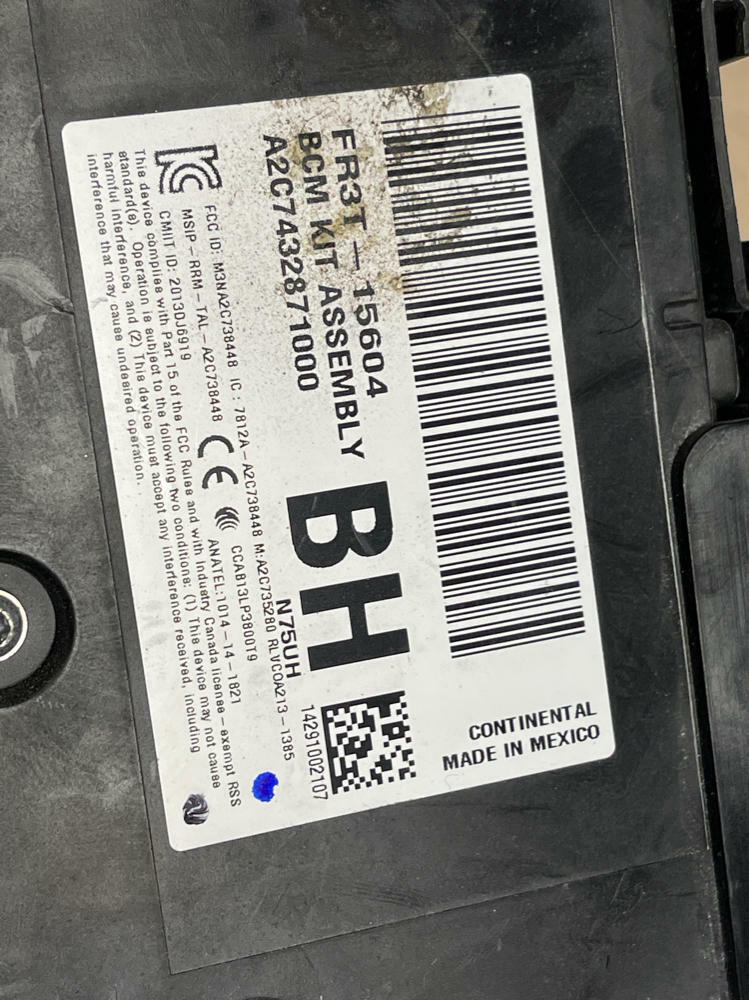 CONTINENTAL
MADE IN MEXICO
FR3T-15604
BCM KIT ASSEMBLY
A2C7432871000
BH
N75UH
14291002107
FCC ID: M3NA2C738448 IC: 7812A-A2C738448 M:A2C735280 RLVCOA213-1385
MSIP-RRM-TAL-A2C738448 CE CCAB13LP3800T9
CMIIT ID: 2013DJ6919 ANATEL:1014-14-1821
This device complies with Part 15 of the FCC Rules and with Industry Canada license-exempt RSS
standard(s). Operation is subject to the following two conditions: (1) This device may not cause
harmful interference, and (2) This device must accept any interference received, including
interference that may cause undesired operation.